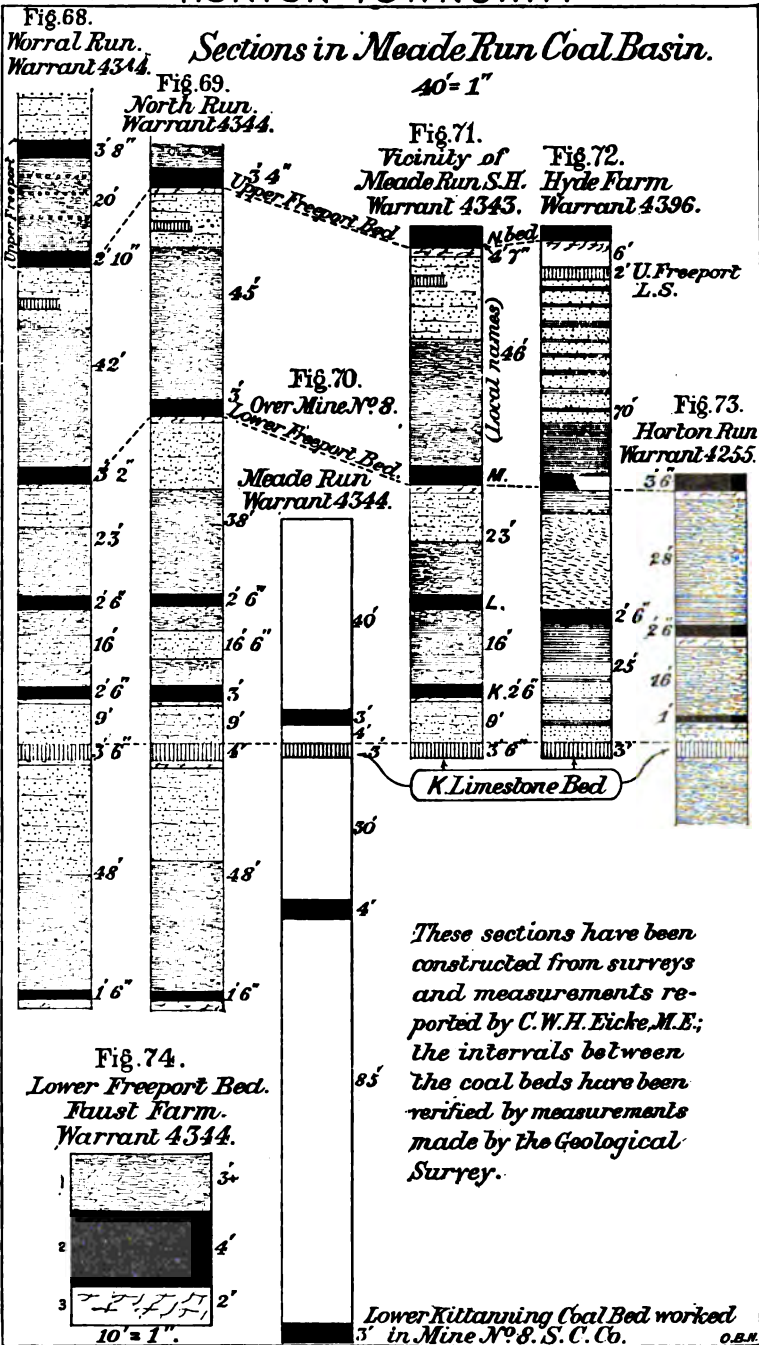 HORTON TOWNSHIP.
Fig.68.
Worral Run.
Warrant 4344.
Sections in Meade Run Coal Basin.
40'= 1"
Fig.69.
North Run.
Warrant 4344.
Fig.71.
Vicinity of
Meade Run S.H.
Warrant 4343.
Fig.72.
Hyde Farm
Warrant 4396.
(Upper Freeport)
3' 8"
20'
2' 10"
42'
3' 2"
23'
2' 6"
16'
2' 6"
9'
3' 6"
48'
1' 6"
3' 4"
45'
3'
38'
2' 6"
16' 6"
3'
9'
4'
48'
1' 6"
Upper Freeport Bed.
Lower Freeport Bed.
Fig.70.
Over Mine No 8.
Meade Run
Warrant 4344.
40'
3'
4'
3'
30'
4'
85'
3'
N. bed.
4' 7"
46'
(Local names)
M.
23'
L.
16'
K. 2' 6"
9'
3' 6"
6'
2' U. Freeport
L.S.
70'
2' 6"
25'
3'
Fig.73.
Horton Run
Warrant 4255.
3' 6"
28'
2' 6"
16'
1'
K Limestone Bed
These sections have been
constructed from surveys
and measurements re-
ported by C.W.H. Eicke, M.E.;
the intervals between
the coal beds have been
verified by measurements
made by the Geological
Survey.
Fig.74.
Lower Freeport Bed.
Faust Farm.
Warrant 4344.
1
3'+
2
4'
3
2'
10'= 1".
Lower Kittanning Coal Bed worked
in Mine No 8. S. C. Co.
O.B.H.